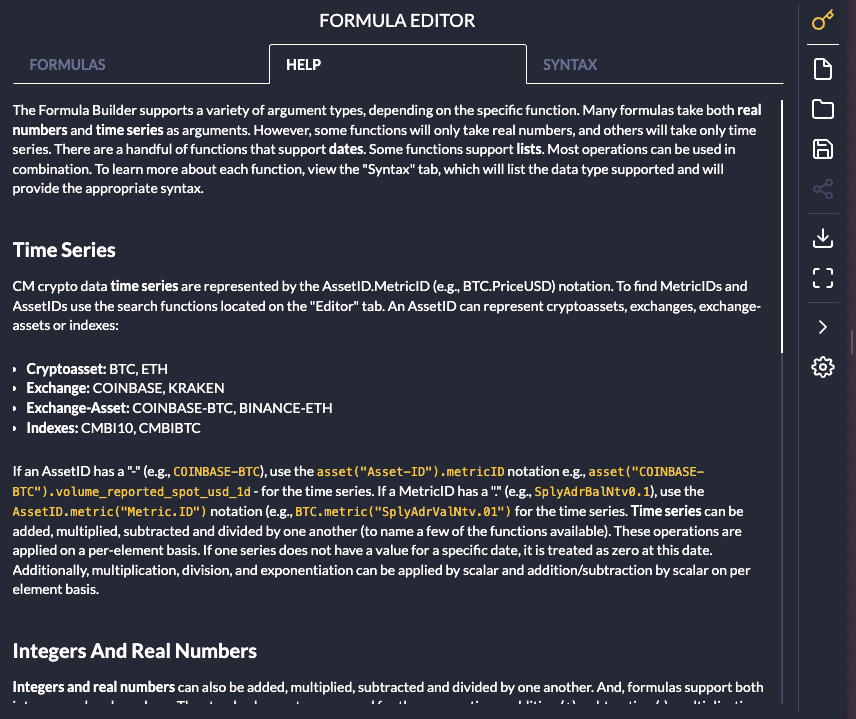 FORMULA EDITOR
FORMULAS
HELP
SYNTAX
The Formula Builder supports a variety of argument types, depending on the specific function. Many formulas take both real
numbers and time series as arguments. However, some functions will only take real numbers, and others will take only time
series. There are a handful of functions that support dates. Some functions support lists. Most operations can be used in
combination. To learn more about each function, view the "Syntax" tab, which will list the data type supported and will
provide the appropriate syntax.
Time Series
CM crypto data time series are represented by the AssetID.MetricID (e.g., BTC.PriceUSD) notation. To find MetricIDs and
AssetIDs use the search functions located on the "Editor" tab. An AssetID can represent cryptoassets, exchanges, exchange-
assets or indexes:
• Cryptoasset: BTC, ETH
• Exchange: COINBASE, KRAKEN
• Exchange-Asset: COINBASE-BTC, BINANCE-ETH
• Indexes: CMBI10, CMBIBTC
If an AssetID has a "-" (e.g., COINBASE-BTC), use the asset("Asset-ID").metricID notation e.g., asset("COINBASE-
BTC").volume_reported_spot_usd_1d - for the time series. If a MetricID has a "." (e.g., SplyAdrBalNtv0.1), use the
AssetID.metric("Metric.ID") notation (e.g., BTC.metric("SplyAdrValNtv.01") for the time series. Time series can be
added, multiplied, subtracted and divided by one another (to name a few of the functions available). These operations are
applied on a per-element basis. If one series does not have a value for a specific date, it is treated as zero at this date.
Additionally, multiplication, division, and exponentiation can be applied by scalar and addition/subtraction by scalar on per
element basis.
Integers And Real Numbers
Integers and real numbers can also be added, multiplied, subtracted and divided by one another. And, formulas support both